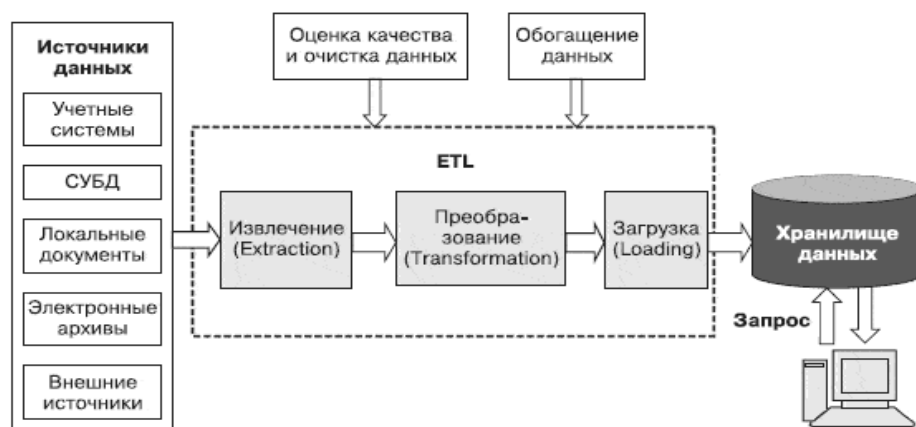 Источники
данных
Учетные
системы
СУБД
Локальные
документы
Электронные
архивы
Внешние
источники
Оценка качества
и очистка данных
Обогащение
данных
ETL
Извлечение
(Extraction)
Преобра-
зование
(Transformation)
Загрузка
(Loading)
Хранилище
данных
Запрос